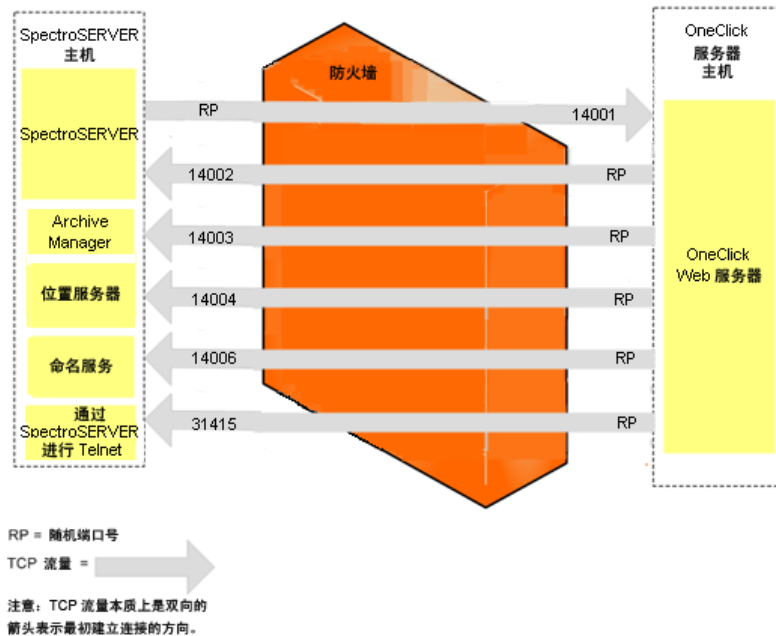 SpectroSERVER
主机
SpectroSERVER
Archive
Manager
位置服务器
命名服务
通过
SpectroSERVER
进行 Telnet
防火墙
RP
14001
14002
RP
14003
RP
14004
RP
14006
RP
31415
RP
OneClick
服务器
主机
OneClick
Web 服务器
RP = 随机端口号
TCP 流量 =
注意：TCP 流量本质上是双向的
箭头表示最初建立连接的方向。